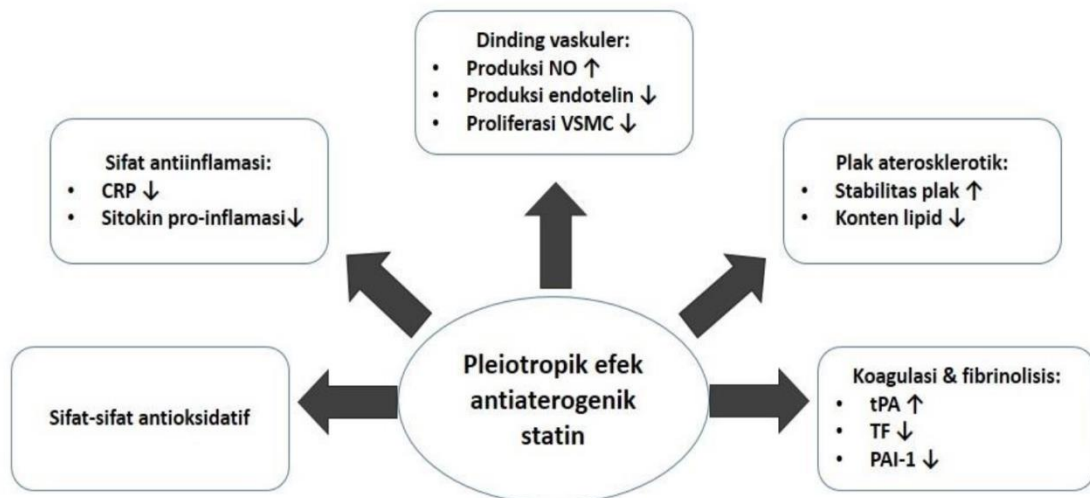 Dinding vaskuler:
• Produksi NO ↑
• Produksi endotelin ↓
• Proliferasi VSMC ↓
Sifat antiinflamasi:
• CRP ↓
• Sitokin pro-inflamasi↓
Plak aterosklerotik:
• Stabilitas plak ↑
• Konten lipid ↓
Sifat-sifat antioksidatif
Pleiotropik efek
antiaterogenik
statin
Koagulasi & fibrinolisis:
• tPA ↑
• TF ↓
• PAI-1 ↓